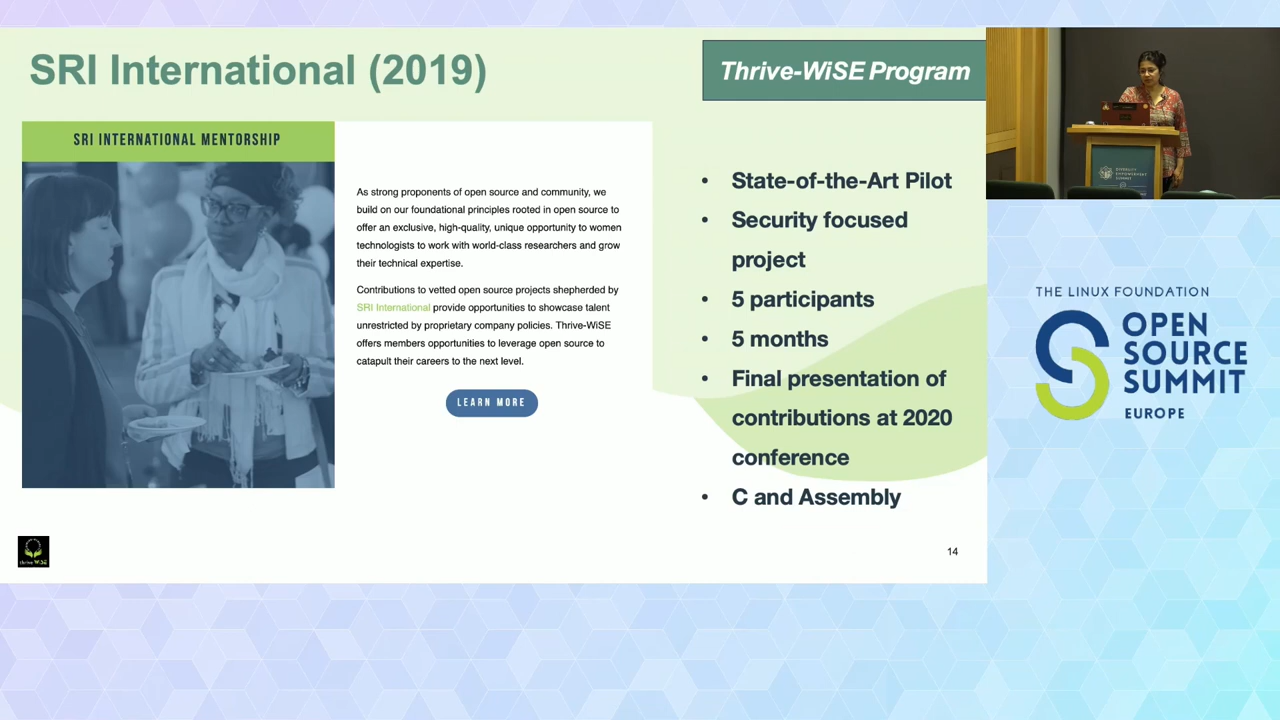 SRI International (2019)
Thrive-WiSE Program
SRI INTERNATIONAL MENTORSHIP
As strong proponents of open source and community, we
build on our foundational principles rooted in open source to
offer an exclusive, high-quality, unique opportunity to women
technologists to work with world-class researchers and grow
their technical expertise.
Contributions to vetted open source projects shepherded by
SRI International provide opportunities to showcase talent
unrestricted by proprietary company policies. Thrive-WiSE
offers members opportunities to leverage open source to
catapult their careers to the next level.
LEARN MORE
• State-of-the-Art Pilot
• Security focused
project
• 5 participants
• 5 months
• Final presentation of
contributions at 2020
conference
• C and Assembly
thrive WiSE
14
THE LINUX FOUNDATION
OPEN
SOURCE
SUMMIT
EUROPE